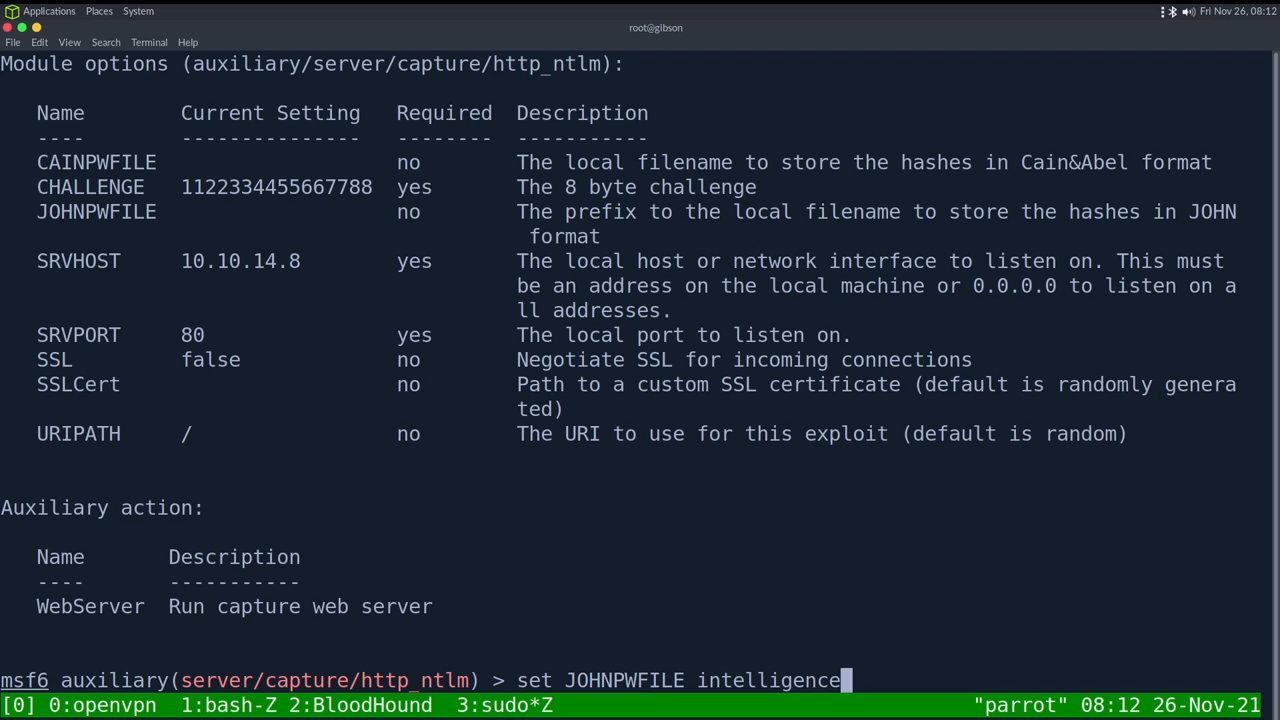 Applications Places System Fri Nov 26, 08:12
root@gibson
File Edit View Search Terminal Help
Module options (auxiliary/server/capture/http_ntlm):
Name Current Setting Required Description
---- --------------- -------- -----------
CAINPWFILE no The local filename to store the hashes in Cain&Abel format
CHALLENGE 1122334455667788 yes The 8 byte challenge
JOHNPWFILE no The prefix to the local filename to store the hashes in JOHN
format
SRVHOST 10.10.14.8 yes The local host or network interface to listen on. This must
be an address on the local machine or 0.0.0.0 to listen on a
ll addresses.
SRVPORT 80 yes The local port to listen on.
SSL false no Negotiate SSL for incoming connections
SSLCert no Path to a custom SSL certificate (default is randomly genera
ted)
URIPATH / no The URI to use for this exploit (default is random)
Auxiliary action:
Name Description
---- -----------
WebServer Run capture web server
msf6 auxiliary(server/capture/http_ntlm) > set JOHNPWFILE intelligence
[0] 0:openvpn 1:bash-Z 2:BloodHound 3:sudo*Z "parrot" 08:12 26-Nov-21